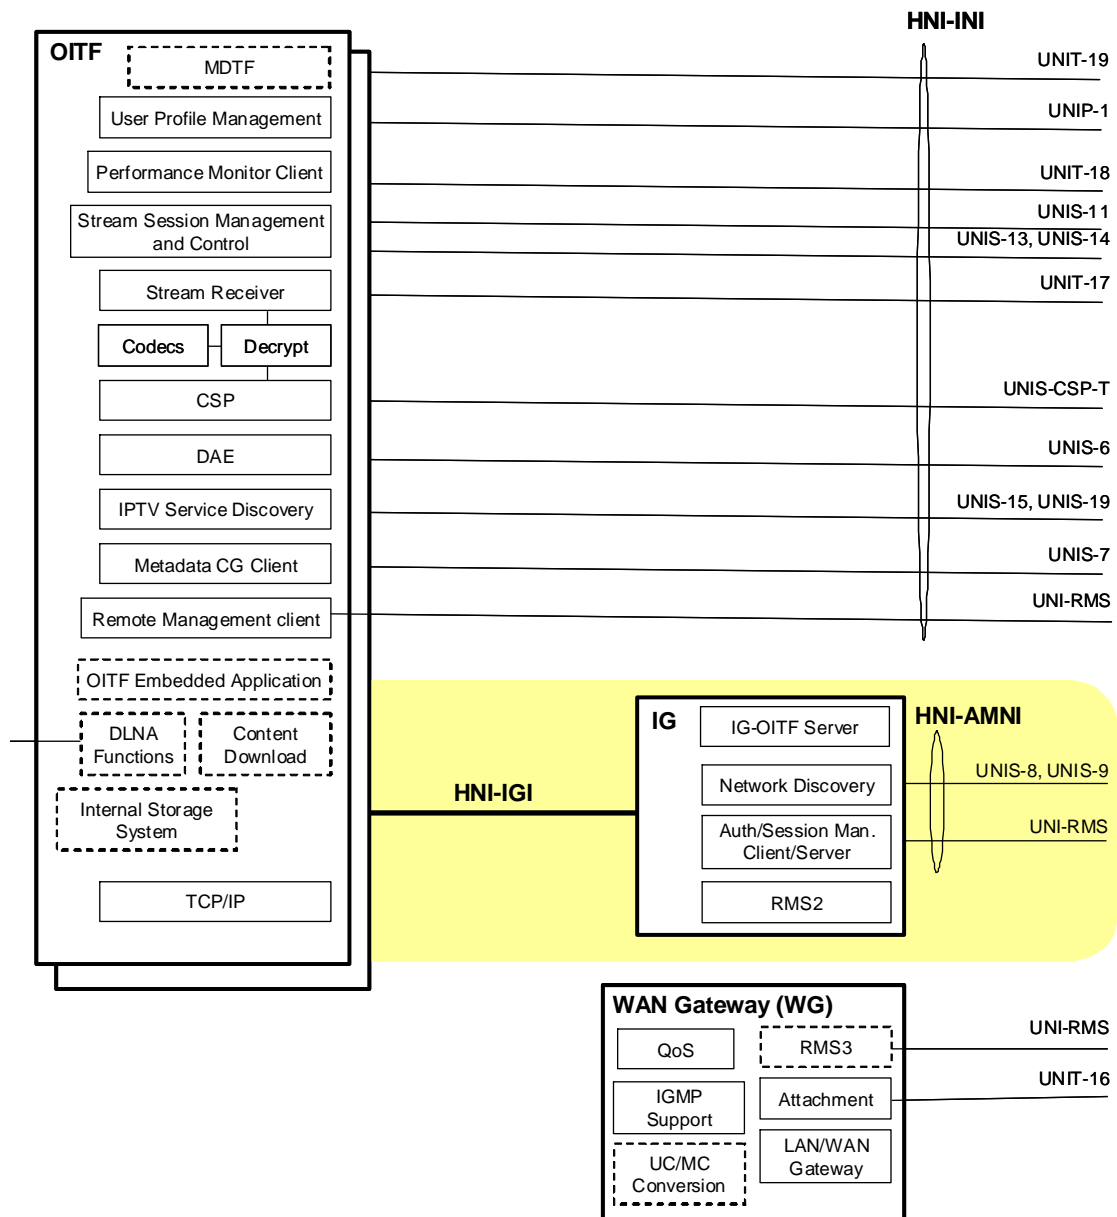 HNI-INI
OITF
MDTF
UNIT-19
User Profile Management
UNIP-1
Performance Monitor Client
UNIT-18
Stream Session Management
and Control
UNIS-11
UNIS-13, UNIS-14
Stream Receiver
UNIT-17
Codecs
Decrypt
CSP
UNIS-CSP-T
DAE
UNIS-6
IPTV Service Discovery
UNIS-15, UNIS-19
Metadata CG Client
UNIS-7
Remote Management client
UNI-RMS
OITF Embedded Application
DLNA
Functions
Content
Download
Internal Storage
System
TCP/IP
HNI-IGI
IG
IG-OITF Server
HNI-AMNI
Network Discovery
UNIS-8, UNIS-9
Auth/Session Man.
Client/Server
UNI-RMS
RMS2
WAN Gateway (WG)
QoS
RMS3
UNI-RMS
IGMP
Support
Attachment
UNIT-16
UC/MC
Conversion
LAN/WAN
Gateway